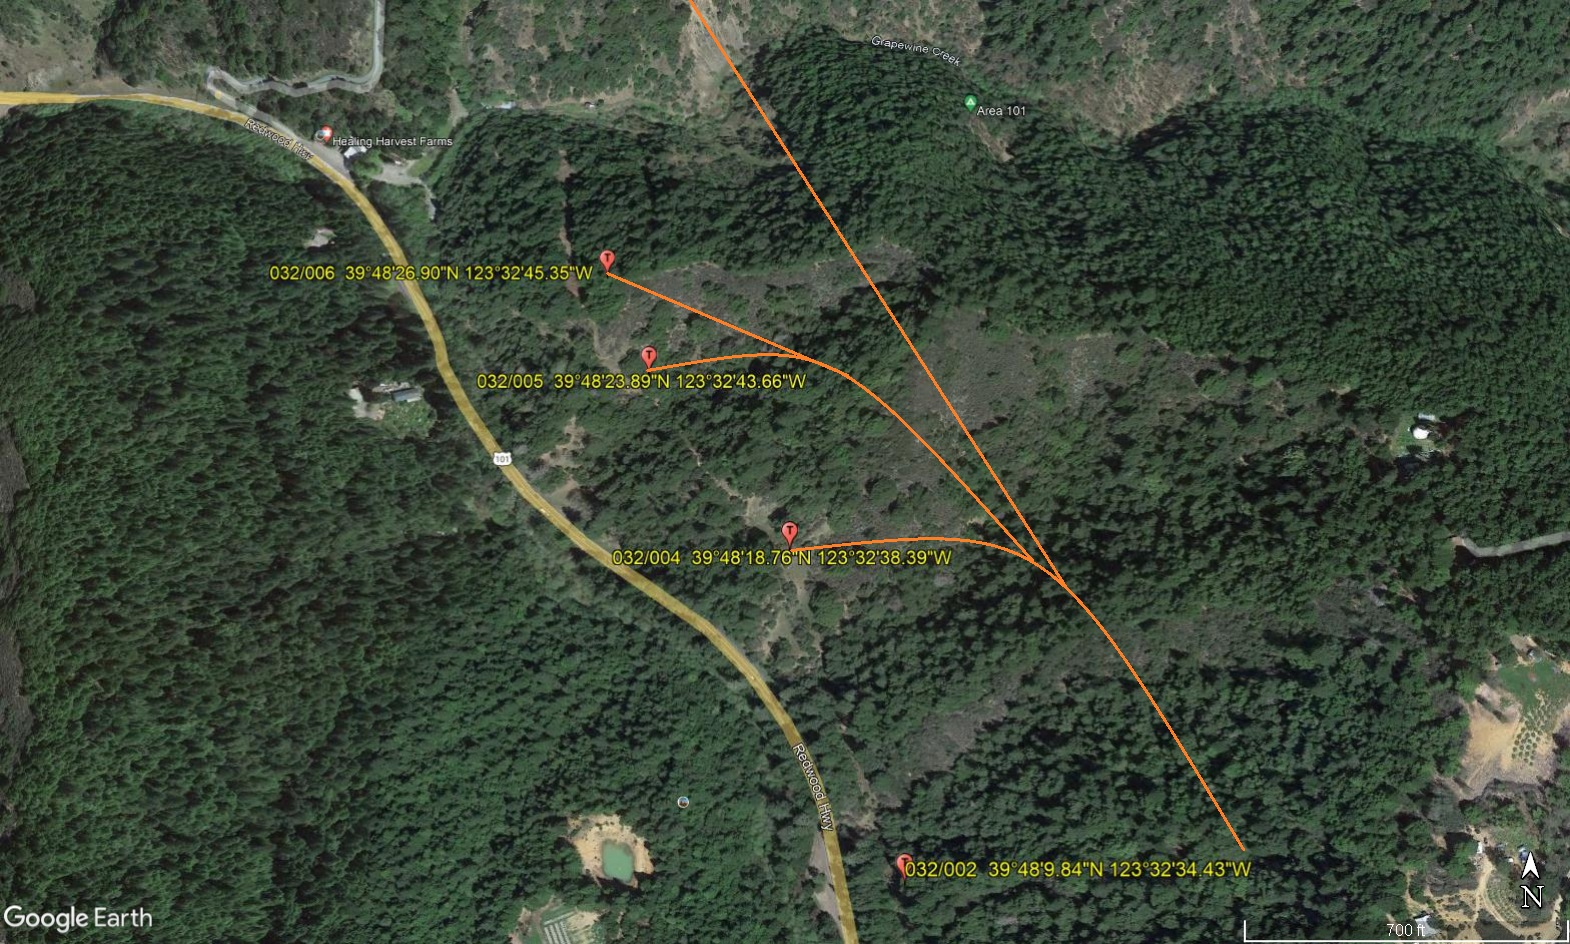 Grapewine Creek
Area 101
Redwood Hwy
Healing Harvest Farms
032/006 39°48'26.90"N 123°32'45.35"W
T
T
032/005 39°48'23.89"N 123°32'43.66"W
101
T
032/004 39°48'18.76"N 123°32'38.39"W
Redwood Hwy
T
032/002 39°48'9.84"N 123°32'34.43"W
N
Google Earth
700 ft